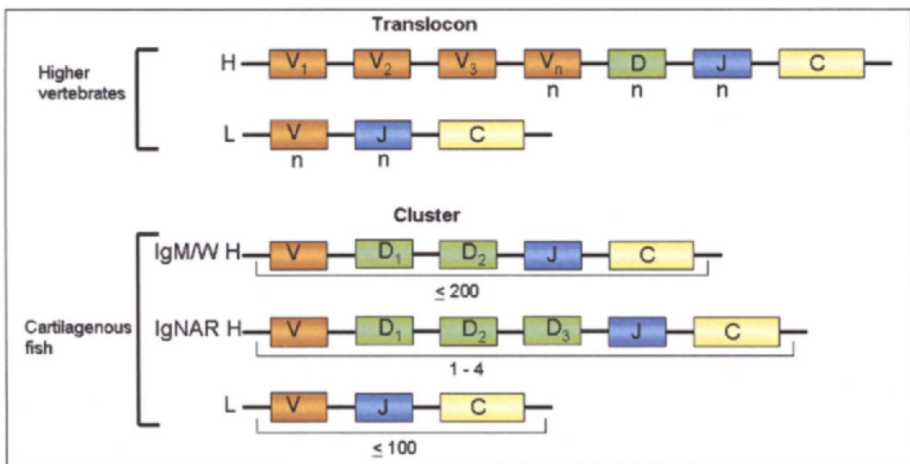 Translocon
Higher vertebrates
H V1 V2 V3 Vn D J C
n n n
L V J C
n n
Cluster
Cartilagenous fish
IgM/W H V D1 D2 J C
≤ 200
IgNAR H V D1 D2 D3 J C
1 - 4
L V J C
≤ 100